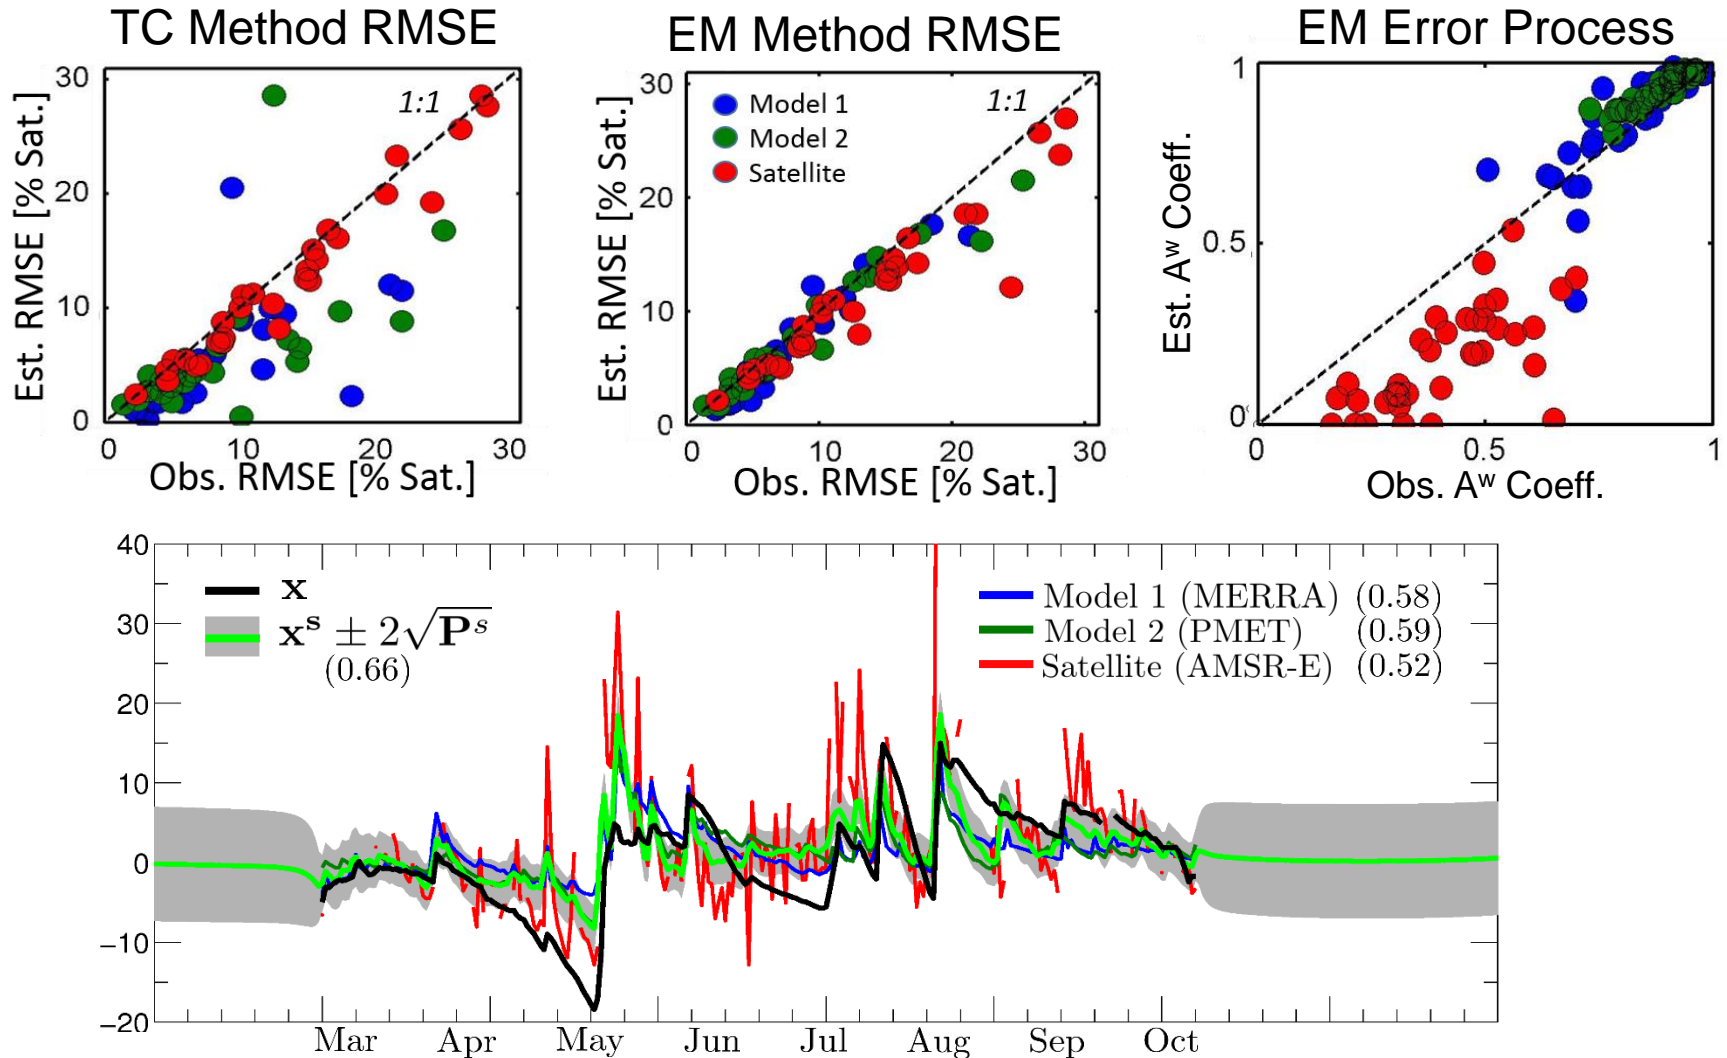 TC Method RMSE
EM Method RMSE
EM Error Process
Est. RMSE [% Sat.]
30
20
10
0
1:1
0
10
20
30
Obs. RMSE [% Sat.]
Est. RMSE [% Sat.]
30
20
10
0
Model 1
Model 2
Satellite
1:1
0
10
20
30
Obs. RMSE [% Sat.]
Est. Aʷ Coeff.
1
0.5
0
0
0.5
1
Obs. Aʷ Coeff.
40
30
20
10
0
−10
−20
x
xˢ ± 2√Pˢ
(0.66)
Model 1 (MERRA) (0.58)
Model 2 (PMET) (0.59)
Satellite (AMSR-E) (0.52)
Mar Apr May Jun Jul Aug Sep Oct